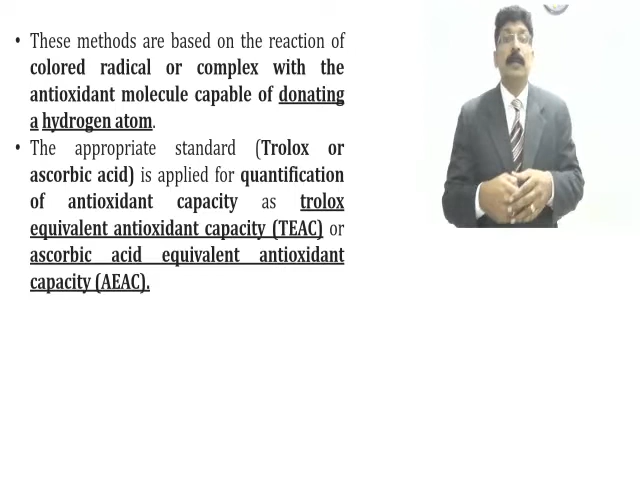 • These methods are based on the reaction of
colored radical or complex with the
antioxidant molecule capable of donating
a hydrogen atom.
• The appropriate standard (Trolox or
ascorbic acid) is applied for quantification
of antioxidant capacity as trolox
equivalent antioxidant capacity (TEAC) or
ascorbic acid equivalent antioxidant
capacity (AEAC).